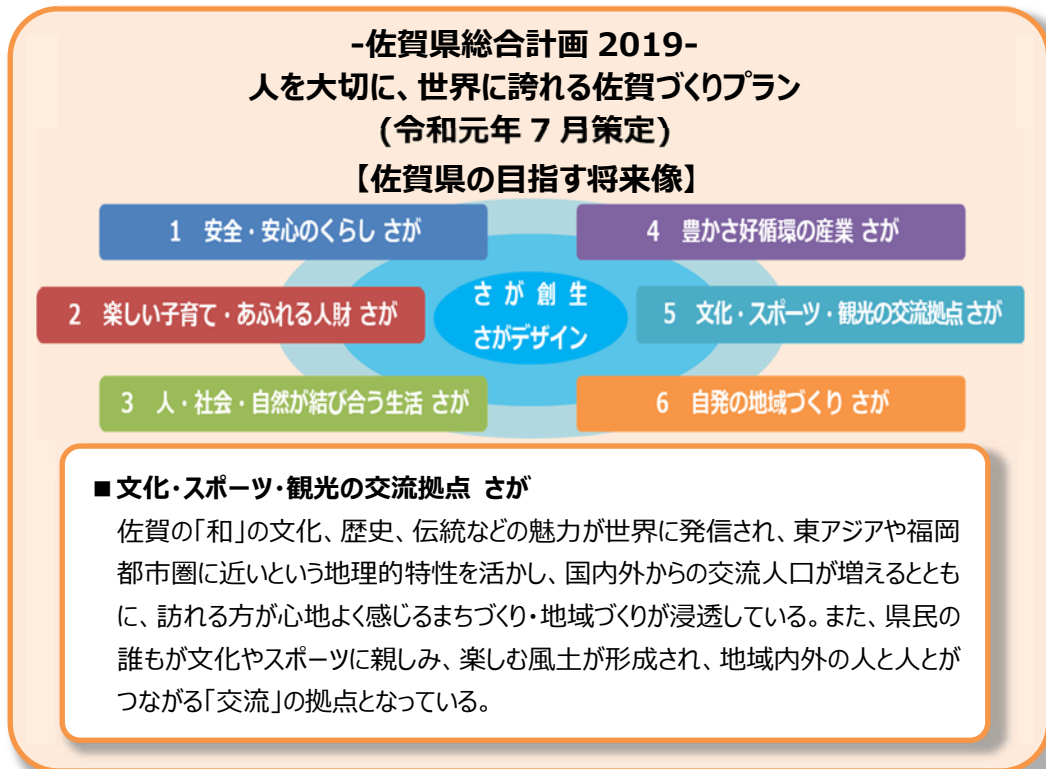 -佐賀県総合計画 2019-
人を大切に、世界に誇れる佐賀づくりプラン
(令和元年 7 月策定)
【佐賀県の目指す将来像】
1 安全・安心のくらし さが
2 楽しい子育て・あふれる人財 さが
3 人・社会・自然が結び合う生活 さが
さ が 創 生
さがデザイン
4 豊かさ好循環の産業 さが
5 文化・スポーツ・観光の交流拠点 さが
6 自発の地域づくり さが
■文化・スポーツ・観光の交流拠点 さが
佐賀の「和」の文化、歴史、伝統などの魅力が世界に発信され、東アジアや福岡
都市圏に近いという地理的特性を活かし、国内外からの交流人口が増えるととも
に、訪れる方が心地よく感じるまちづくり・地域づくりが浸透している。また、県民の
誰もが文化やスポーツに親しみ、楽しむ風土が形成され、地域内外の人と人とが
つながる「交流」の拠点となっている。